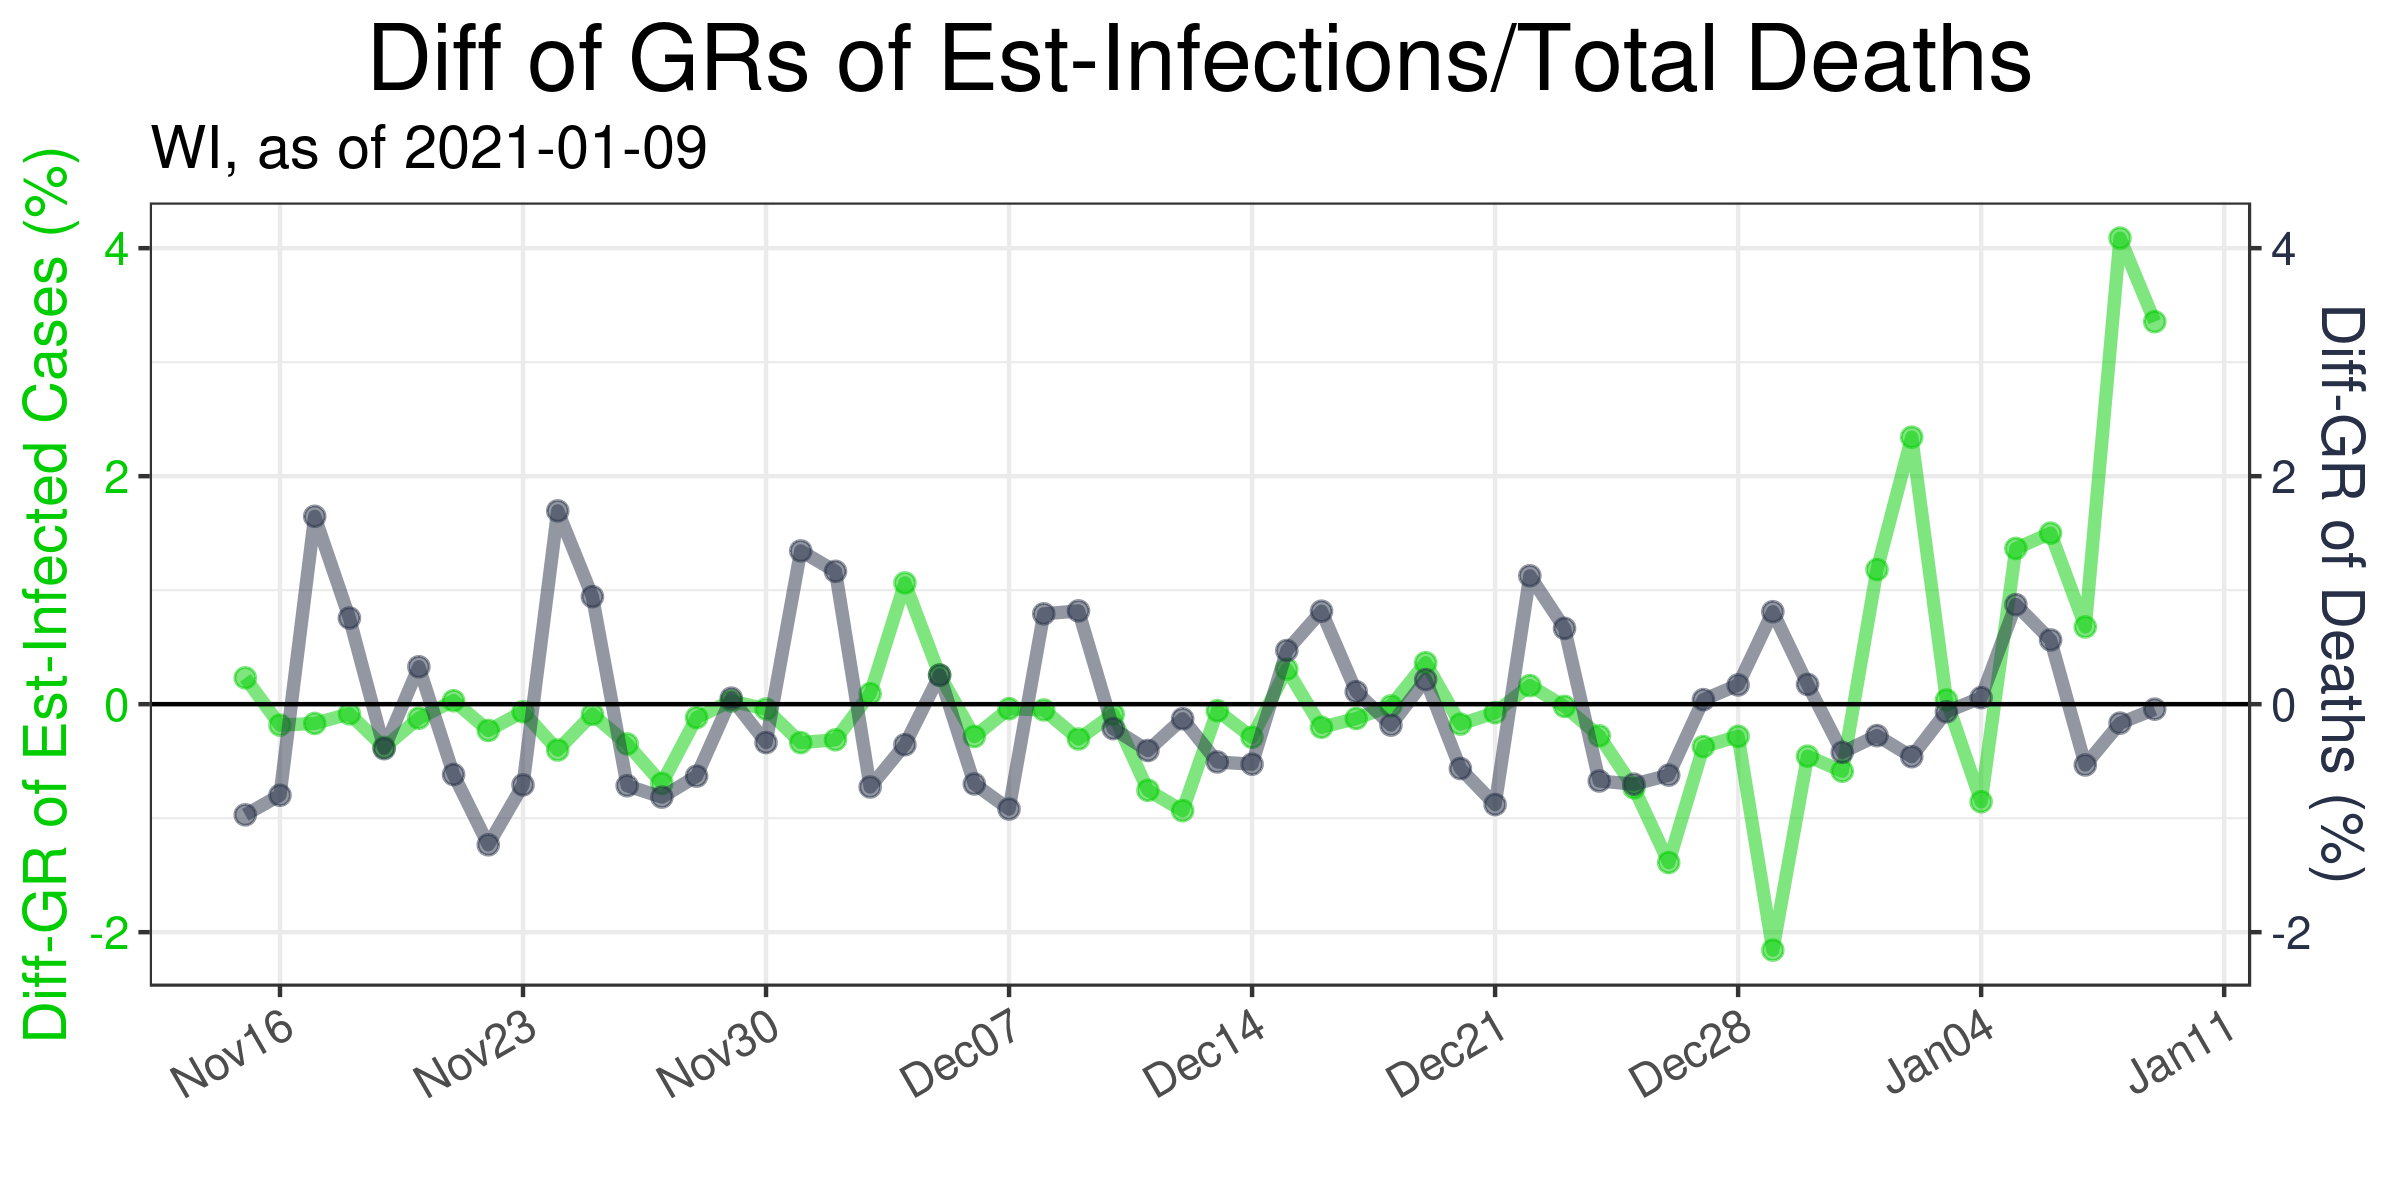 Diff of GRs of Est-Infections/Total Deaths
WI, as of 2021-01-09
Diff-GR of Est-Infected Cases (%)
4
2
0
-2
4
2
0
-2
Diff-GR of Deaths (%)
Nov16
Nov23
Nov30
Dec07
Dec14
Dec21
Dec28
Jan04
Jan11